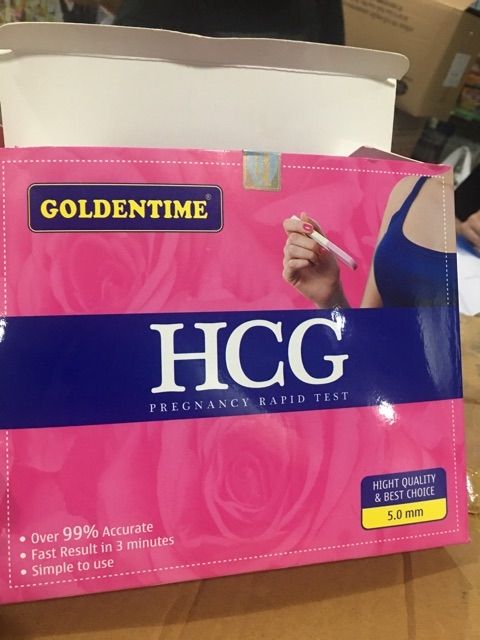 GOLDENTIME®
HCG
PREGNANCY RAPID TEST
HIGHT QUALITY
& BEST CHOICE
5.0 mm
• Over 99% Accurate
• Fast Result in 3 minutes
• Simple to use